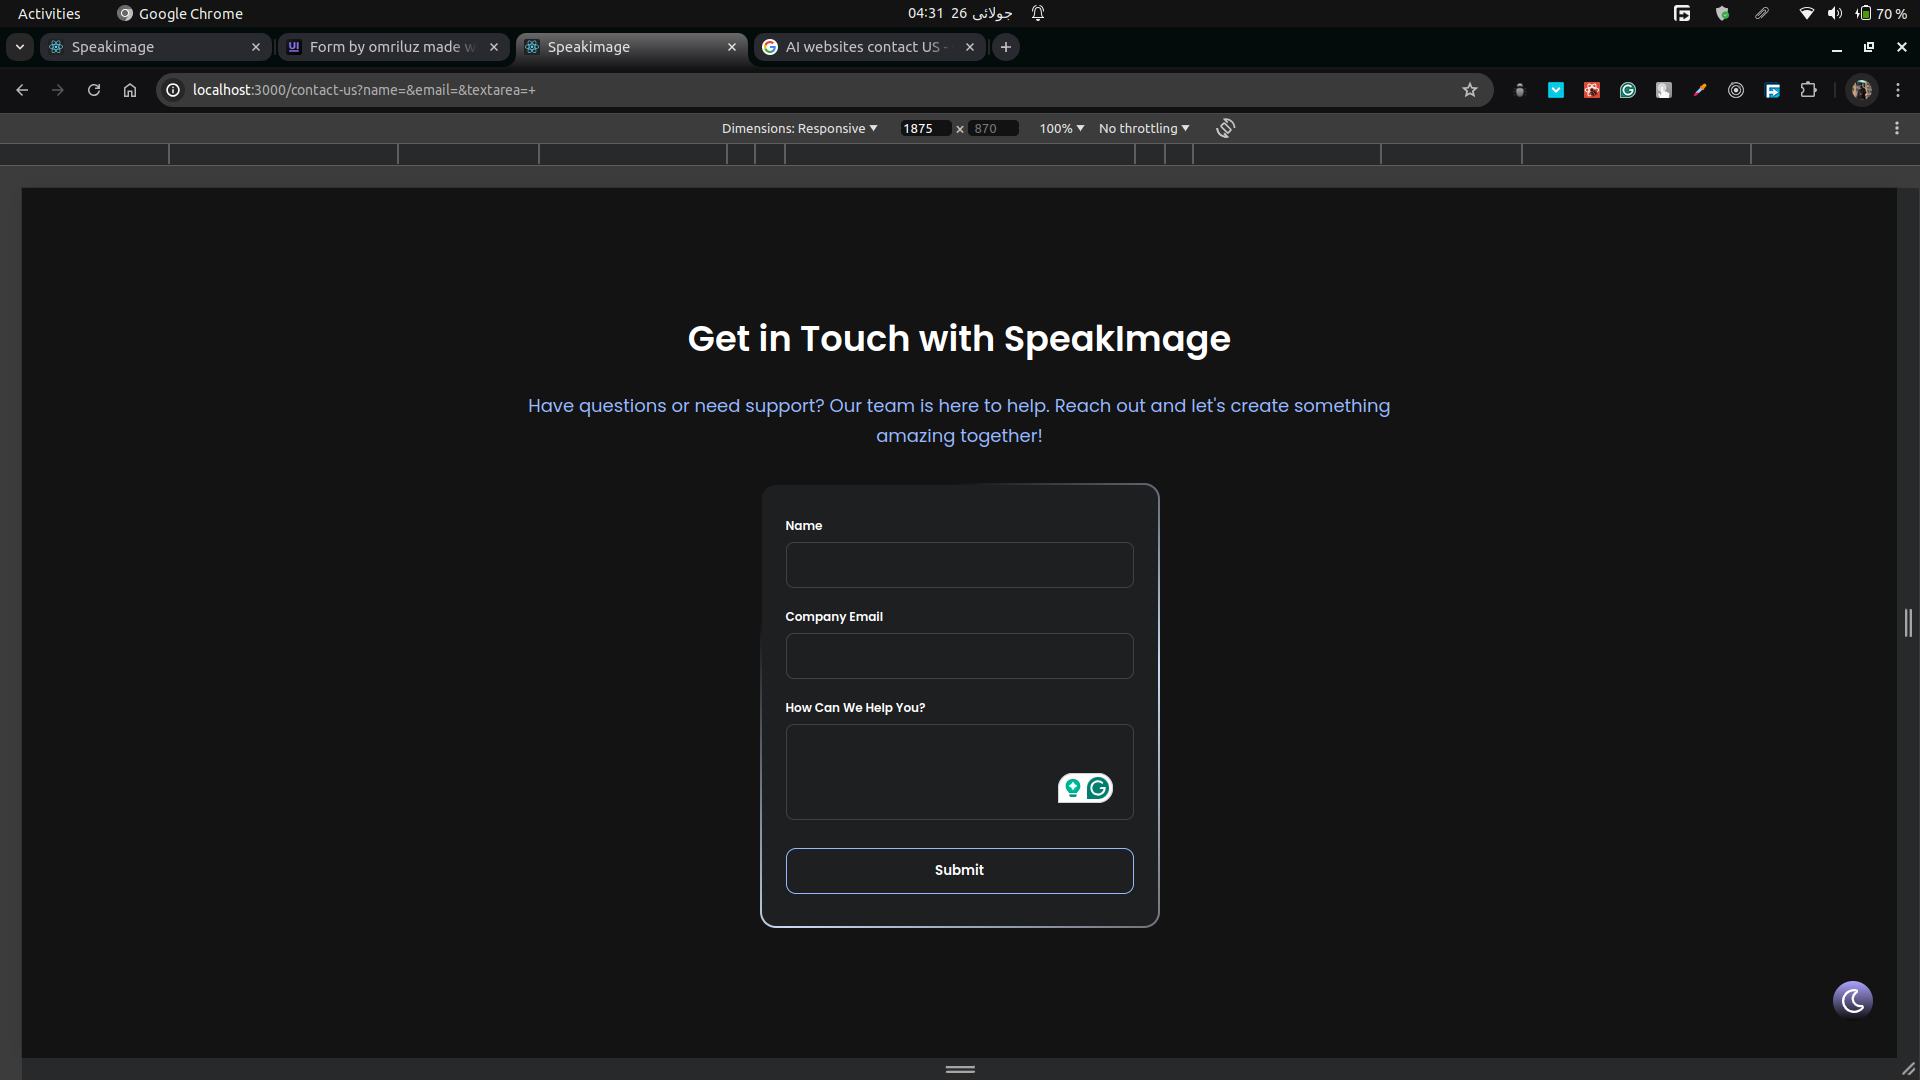 Activities
Google Chrome
04:31 26 جولائی
70 %
Speakimage
Form by omriluz made w
Speakimage
AI websites contact US -
localhost:3000/contact-us?name=&email=&textarea=+
Dimensions: Responsive
1875 × 870
100%
No throttling
Get in Touch with SpeakImage
Have questions or need support? Our team is here to help. Reach out and let's create something
amazing together!
Name
Company Email
How Can We Help You?
Submit